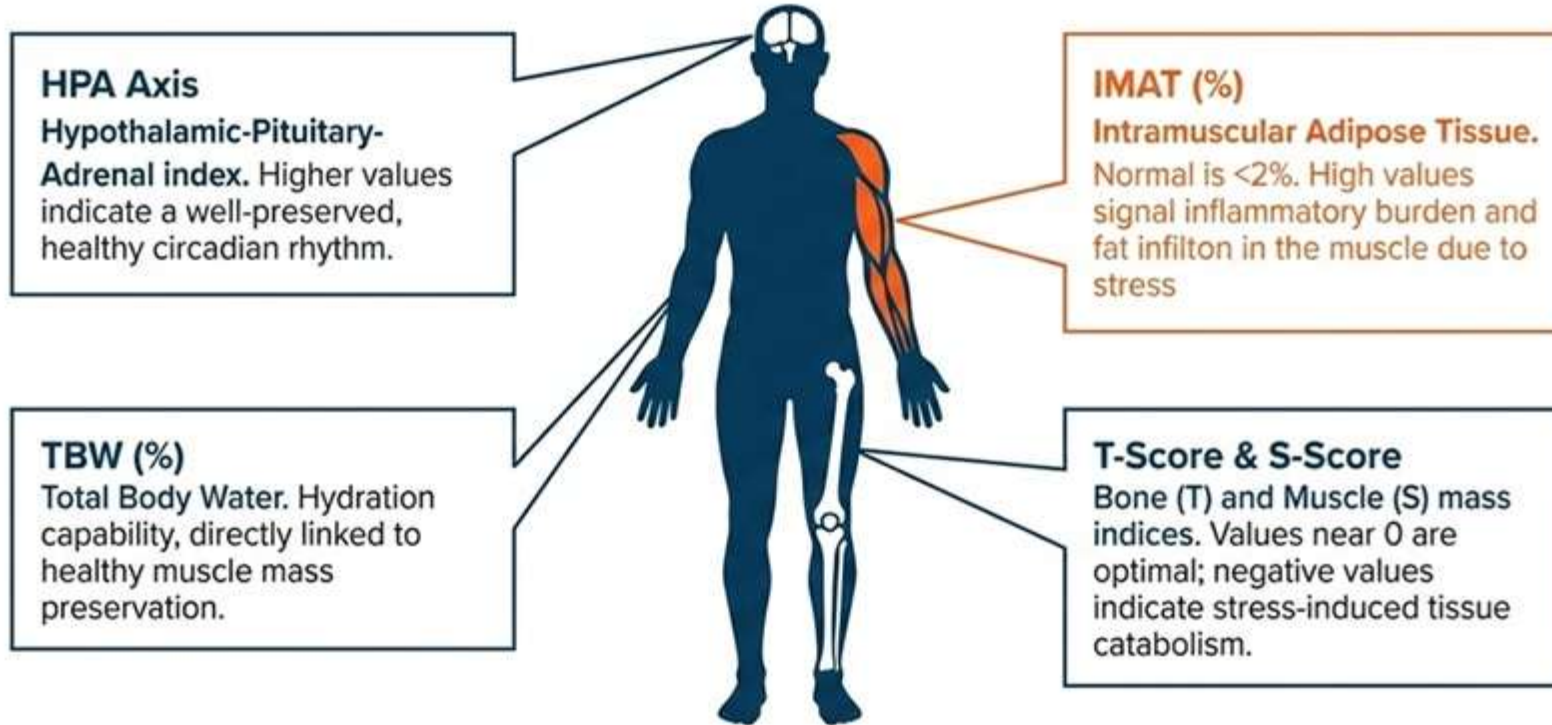 HPA Axis
Hypothalamic-Pituitary-
Adrenal index. Higher values
indicate a well-preserved,
healthy circadian rhythm.
IMAT (%)
Intramuscular Adipose Tissue.
Normal is <2%. High values
signal inflammatory burden and
fat infilton in the muscle due to
stress
TBW (%)
Total Body Water. Hydration
capability, directly linked to
healthy muscle mass
preservation.
T-Score & S-Score
Bone (T) and Muscle (S) mass
indices. Values near 0 are
optimal; negative values
indicate stress-induced tissue
catabolism.